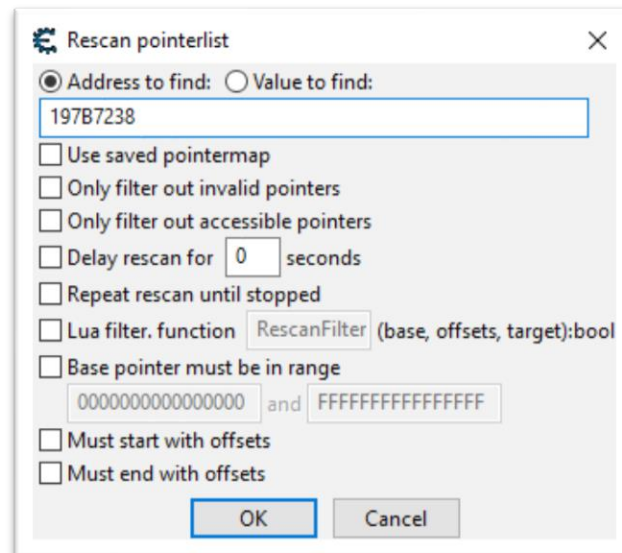 Rescan pointerlist
Address to find: Value to find:
197B7238
Use saved pointermap
Only filter out invalid pointers
Only filter out accessible pointers
Delay rescan for 0 seconds
Repeat rescan until stopped
Lua filter. function RescanFilter (base, offsets, target):bool
Base pointer must be in range
0000000000000000 and FFFFFFFFFFFFFFFF
Must start with offsets
Must end with offsets
OK Cancel